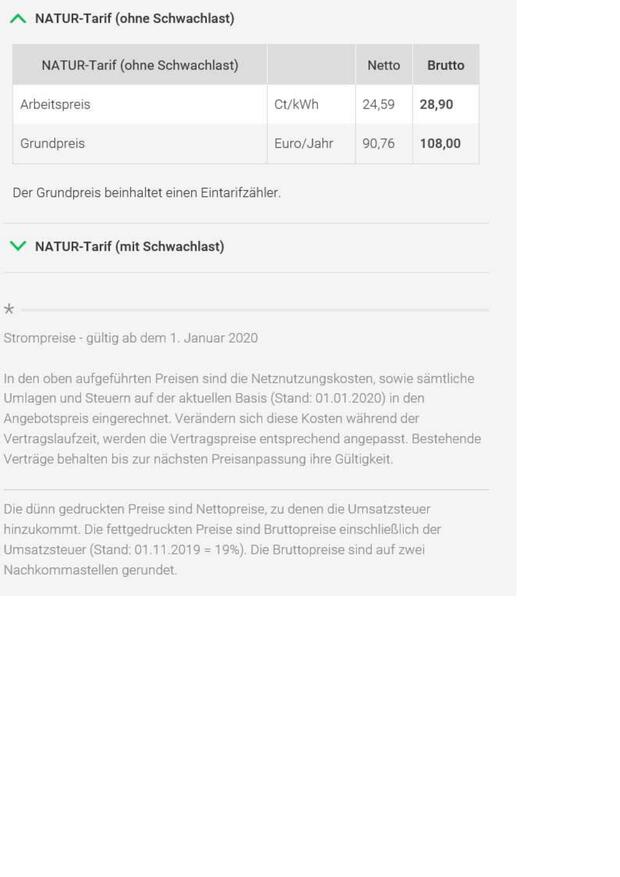 NATUR-Tarif (ohne Schwachlast)
NATUR-Tarif (ohne Schwachlast) Netto Brutto
Arbeitspreis Ct/kWh 24,59 28,90
Grundpreis Euro/Jahr 90,76 108,00
Der Grundpreis beinhaltet einen Eintarifzähler.
NATUR-Tarif (mit Schwachlast)
*
Strompreise - gültig ab dem 1. Januar 2020
In den oben aufgeführten Preisen sind die Netznutzungskosten, sowie sämtliche
Umlagen und Steuern auf der aktuellen Basis (Stand: 01.01.2020) in den
Angebotspreis eingerechnet. Verändern sich diese Kosten während der
Vertragslaufzeit, werden die Vertragspreise entsprechend angepasst. Bestehende
Verträge behalten bis zur nächsten Preisanpassung ihre Gültigkeit.
Die dünn gedruckten Preise sind Nettopreise, zu denen die Umsatzsteuer
hinzukommt. Die fettgedruckten Preise sind Bruttopreise einschließlich der
Umsatzsteuer (Stand: 01.11.2019 = 19%). Die Bruttopreise sind auf zwei
Nachkommastellen gerundet.